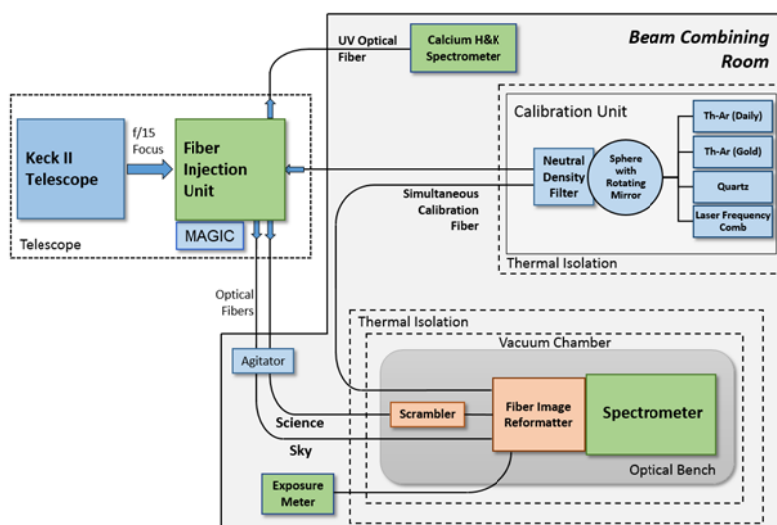 Beam Combining
Room
UV Optical
Fiber
Calcium H&K
Spectrometer
Keck II
Telescope
f/15
Focus
Fiber
Injection
Unit
MAGIC
Telescope
Calibration Unit
Neutral
Density
Filter
Sphere
with
Rotating
Mirror
Th-Ar (Daily)
Th-Ar (Gold)
Quartz
Laser Frequency
Comb
Thermal Isolation
Simultaneous
Calibration
Fiber
Optical
Fibers
Agitator
Thermal Isolation
Vacuum Chamber
Scrambler
Fiber Image
Reformatter
Spectrometer
Optical Bench
Science
Sky
Exposure
Meter